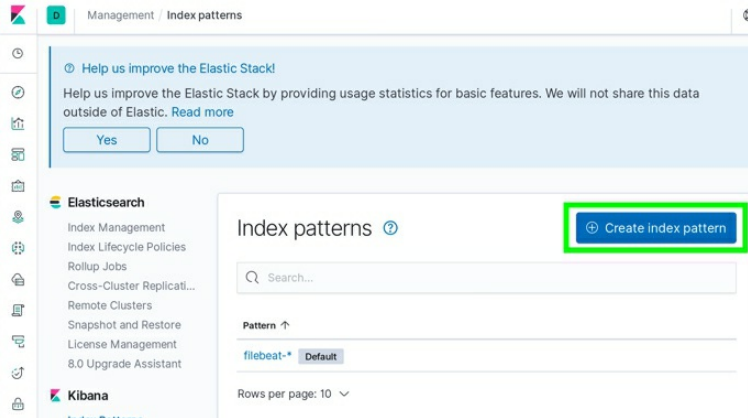 D Management / Index patterns
Help us improve the Elastic Stack!
Help us improve the Elastic Stack by providing usage statistics for basic features. We will not share this data
outside of Elastic. Read more
Yes No
Elasticsearch
Index Management
Index Lifecycle Policies
Rollup Jobs
Cross-Cluster Replicati...
Remote Clusters
Snapshot and Restore
License Management
8.0 Upgrade Assistant
Kibana
Index patterns
Create index pattern
Search...
Pattern ↑
filebeat-* Default
Rows per page: 10